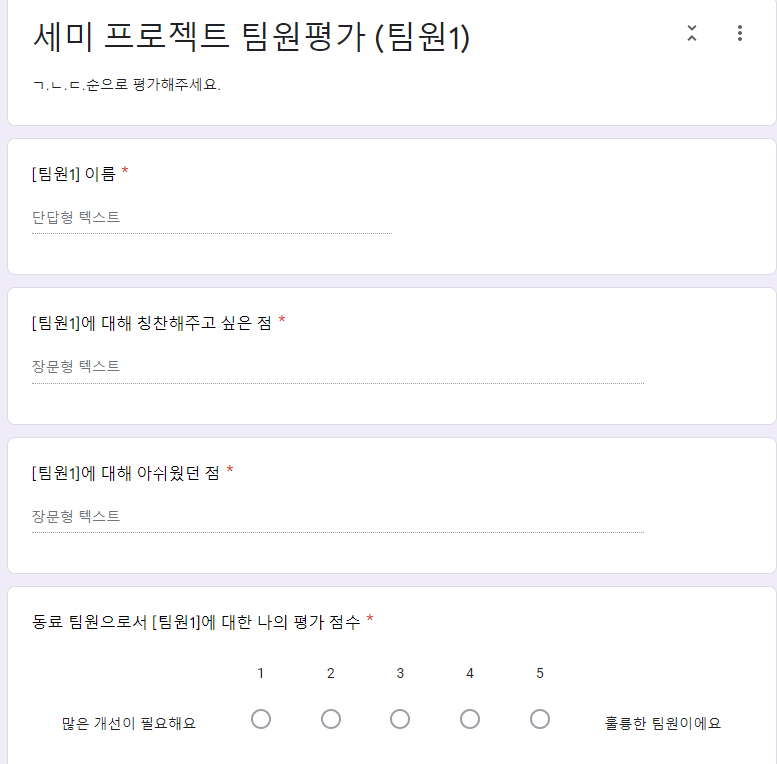 세미 프로젝트 팀원평가 (팀원1)
ㄱ.ㄴ.ㄷ.순으로 평가해주세요.
[팀원1] 이름 *
단답형 텍스트
[팀원1]에 대해 칭찬해주고 싶은 점 *
장문형 텍스트
[팀원1]에 대해 아쉬웠던 점 *
장문형 텍스트
동료 팀원으로서 [팀원1]에 대한 나의 평가 점수 *
1 2 3 4 5
많은 개선이 필요해요 훌륭한 팀원이에요